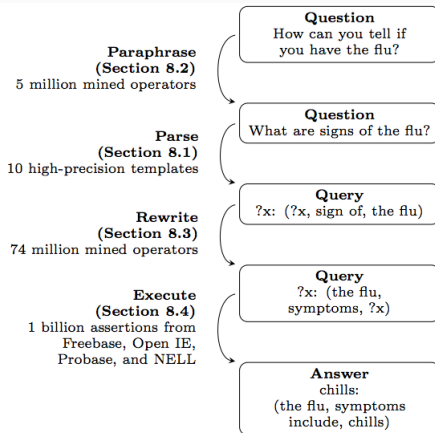 Question
How can you tell if
you have the flu?
Paraphrase
(Section 8.2)
5 million mined operators
Question
What are signs of the flu?
Parse
(Section 8.1)
10 high-precision templates
Query
?x: (?x, sign of, the flu)
Rewrite
(Section 8.3)
74 million mined operators
Query
?x: (the flu,
symptoms, ?x)
Execute
(Section 8.4)
1 billion assertions from
Freebase, Open IE,
Probase, and NELL
Answer
chills:
(the flu, symptoms
include, chills)